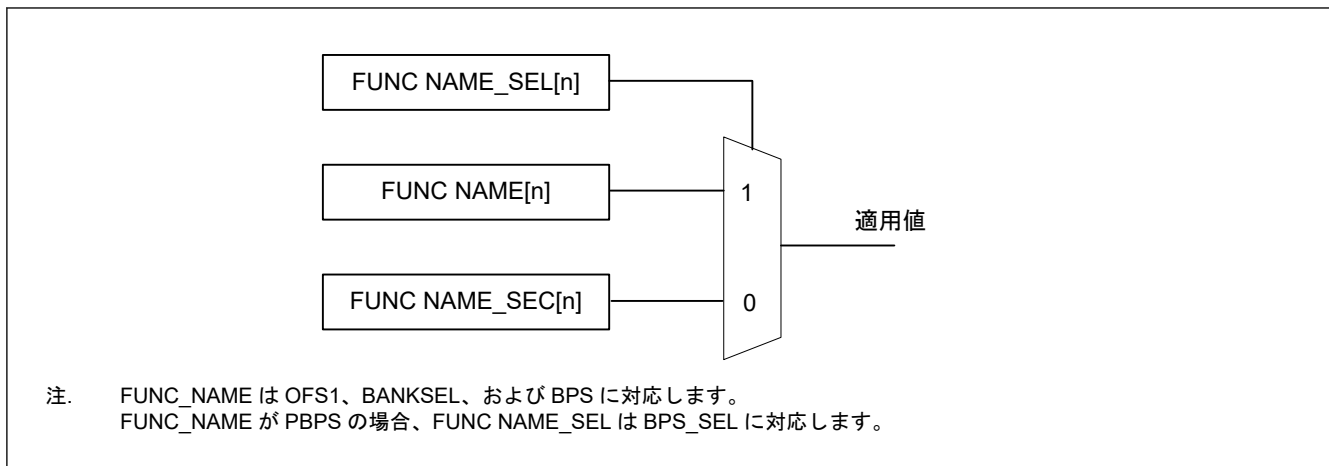 FUNC NAME_SEL[n]
FUNC NAME[n]
1
適用値
FUNC NAME_SEC[n]
0
注. FUNC_NAME は OFS1、BANKSEL、および BPS に対応します。
FUNC_NAME が PBPS の場合、FUNC NAME_SEL は BPS_SEL に対応します。